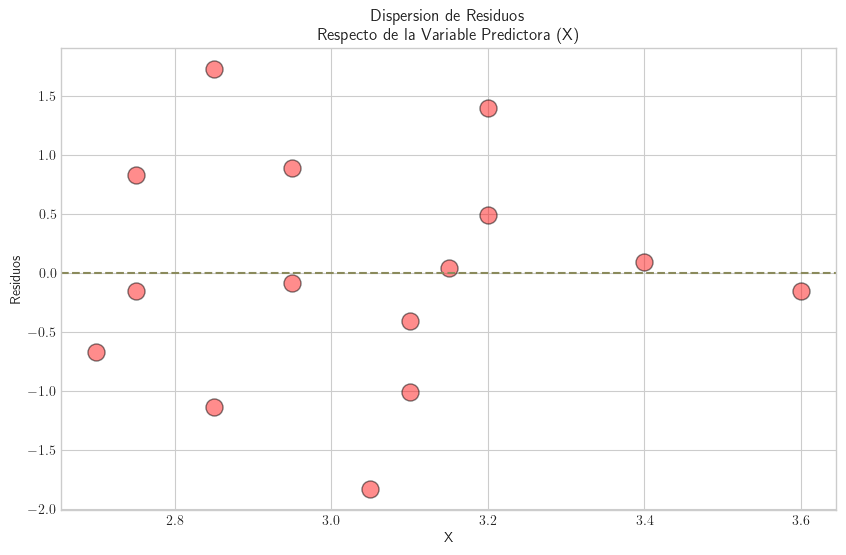 Dispersion de Residuos
Respecto de la Variable Predictora (X)
1.5
1.0
0.5
0.0
−0.5
−1.0
−1.5
−2.0
Residuos
2.8 3.0 3.2 3.4 3.6
X